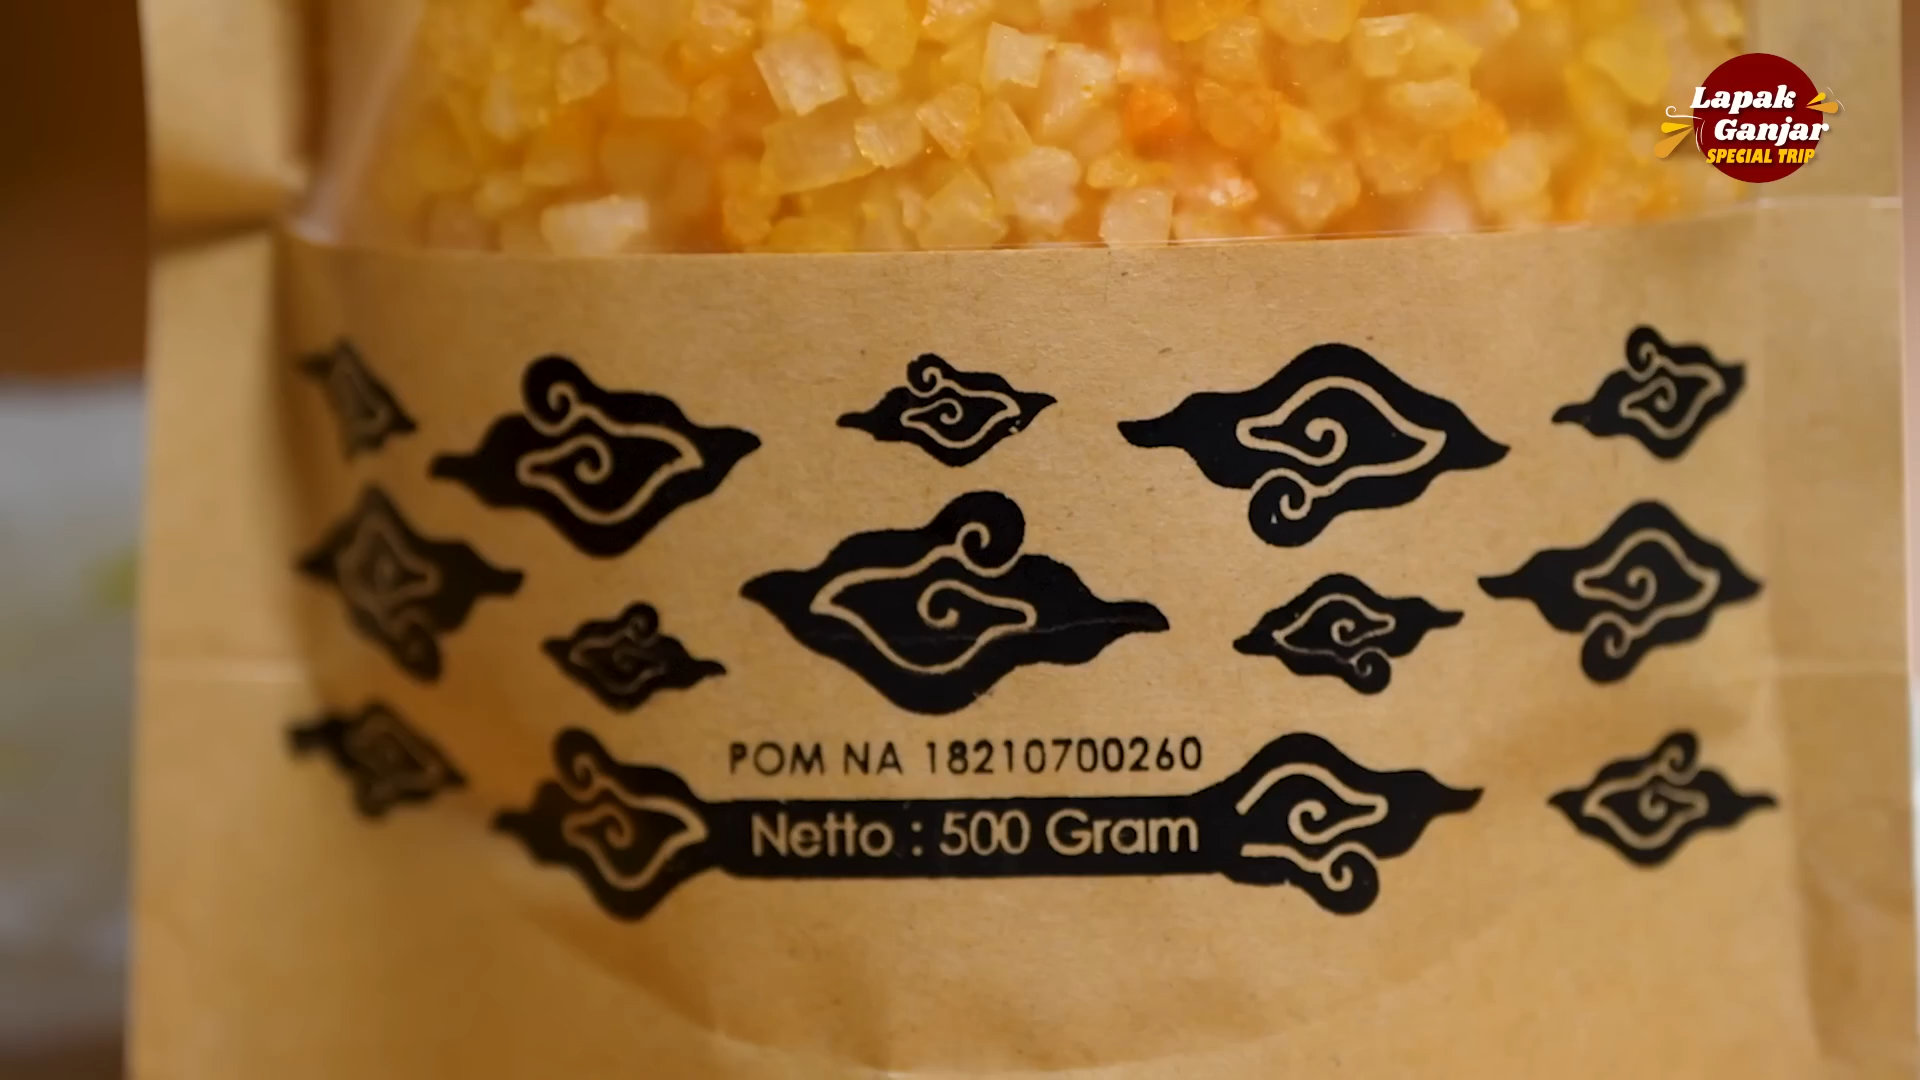 Lapak
Ganjar
SPECIAL TRIP
POM NA 18210700260
Netto : 500 Gram